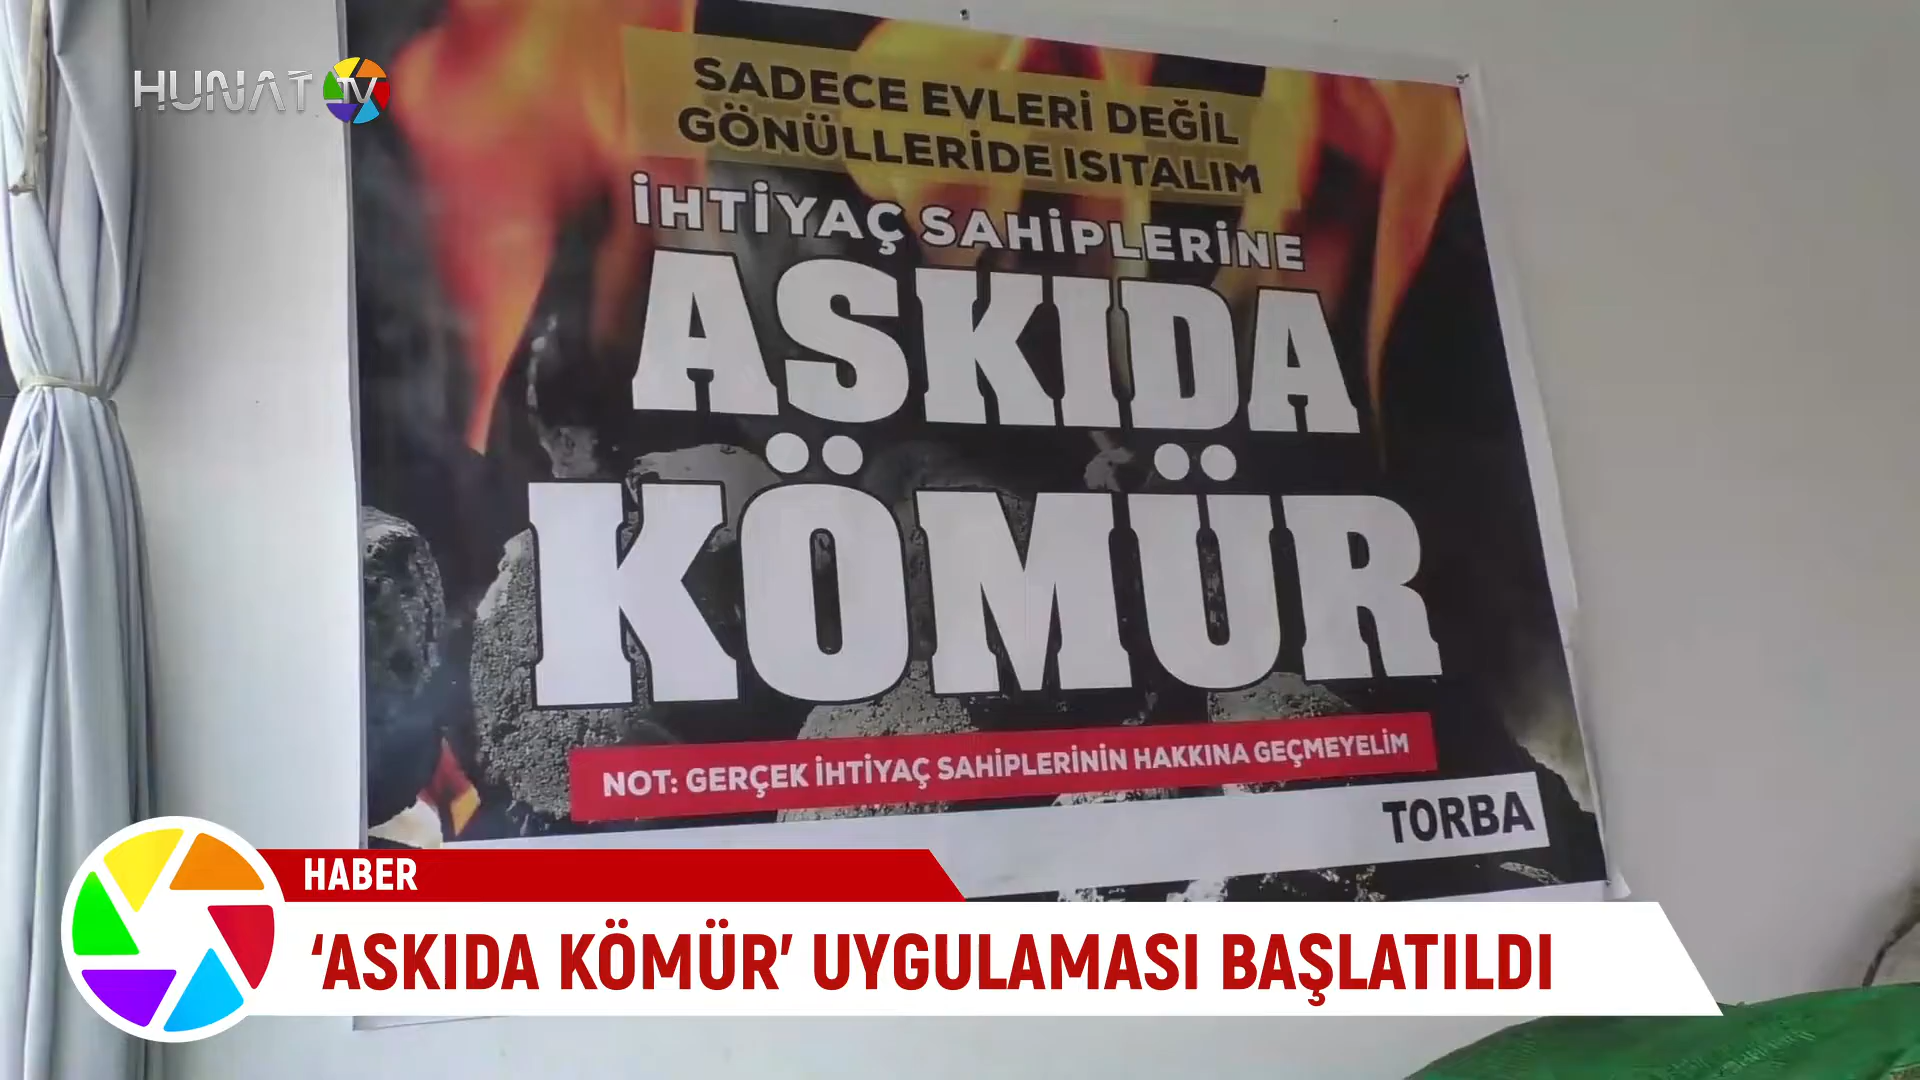 HUNAT TV
SADECE EVLERİ DEĞİL
GÖNÜLLERİDE ISITALIM
İHTİYAÇ SAHİPLERİNE
ASKIDA
KÖMÜR
NOT: GERÇEK İHTİYAÇ SAHİPLERİNİN HAKKINA GEÇMEYELİM
TORBA
HABER
‘ASKIDA KÖMÜR’ UYGULAMASI BAŞLATILDI